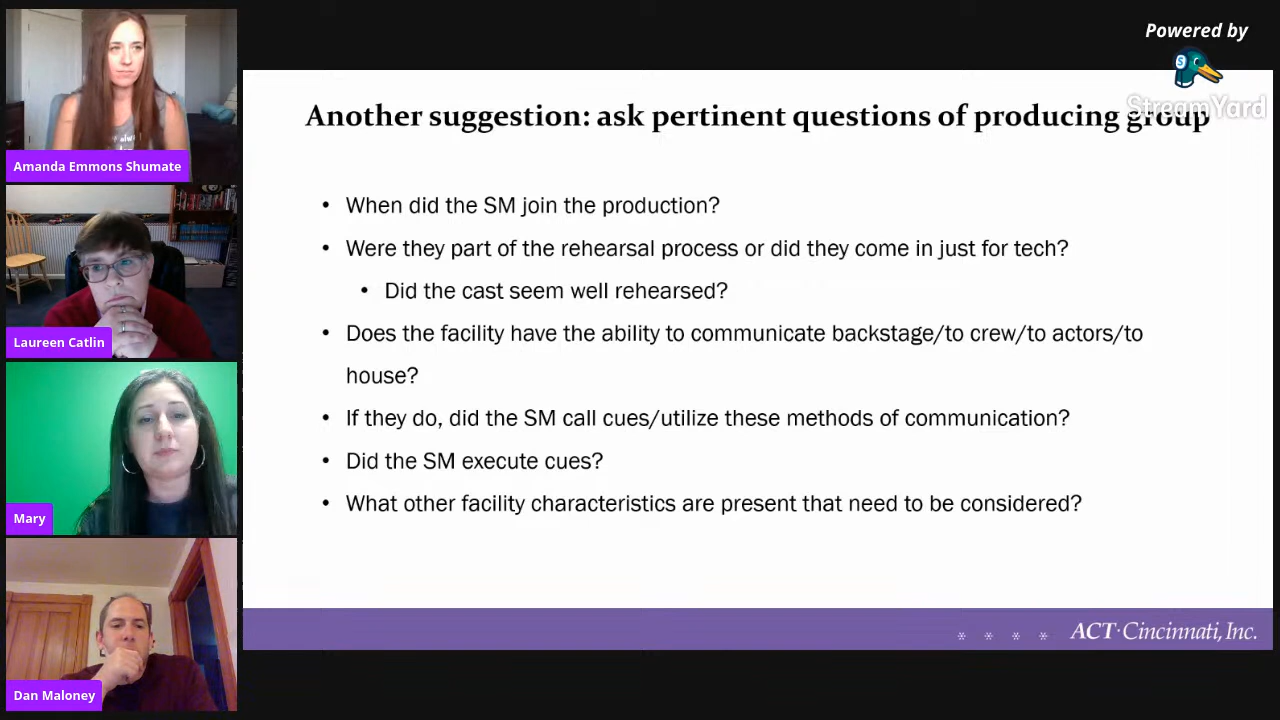 Powered by
StreamYard
Amanda Emmons Shumate
Laureen Catlin
Mary
Dan Maloney
Another suggestion: ask pertinent questions of producing group
• When did the SM join the production?
• Were they part of the rehearsal process or did they come in just for tech?
• Did the cast seem well rehearsed?
• Does the facility have the ability to communicate backstage/to crew/to actors/to
house?
• If they do, did the SM call cues/utilize these methods of communication?
• Did the SM execute cues?
• What other facility characteristics are present that need to be considered?
* * * * ACT·Cincinnati, Inc.